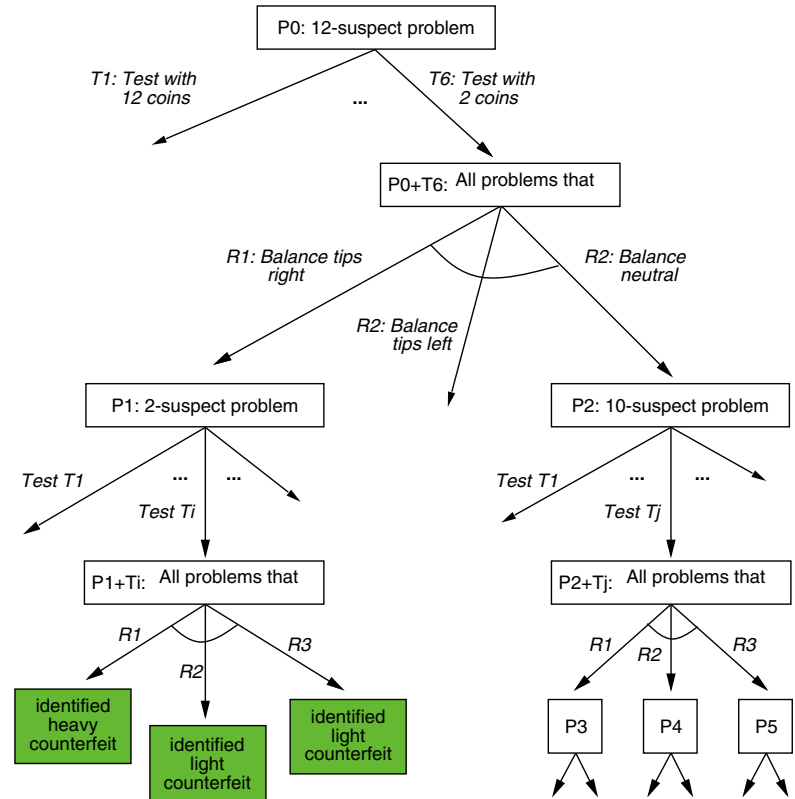 P0: 12-suspect problem
T1: Test with
12 coins
...
T6: Test with
2 coins
P0+T6: All problems that
R1: Balance tips
right
R2: Balance
tips left
R2: Balance
neutral
P1: 2-suspect problem
P2: 10-suspect problem
Test T1
...
...
Test Ti
Test T1
...
...
Test Tj
P1+Ti: All problems that
P2+Tj: All problems that
R1
R2
R3
R1
R2
R3
identified
heavy
counterfeit
identified
light
counterfeit
identified
light
counterfeit
P3
P4
P5